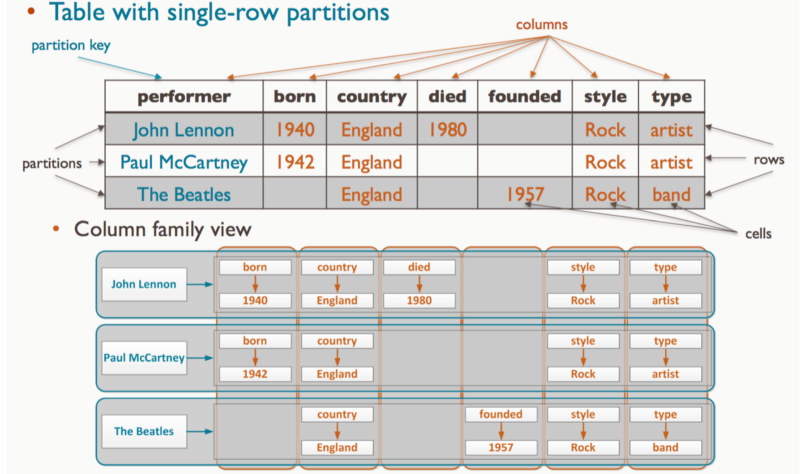 • Table with single-row partitions
columns
partition key
performer born country died founded style type
John Lennon 1940 England 1980 Rock artist
partitions Paul McCartney 1942 England Rock artist rows
The Beatles England 1957 Rock band
• Column family view
cells
born country died style type
John Lennon
1940 England 1980 Rock artist
born country style type
Paul McCartney
1942 England Rock artist
country founded style type
The Beatles
England 1957 Rock band